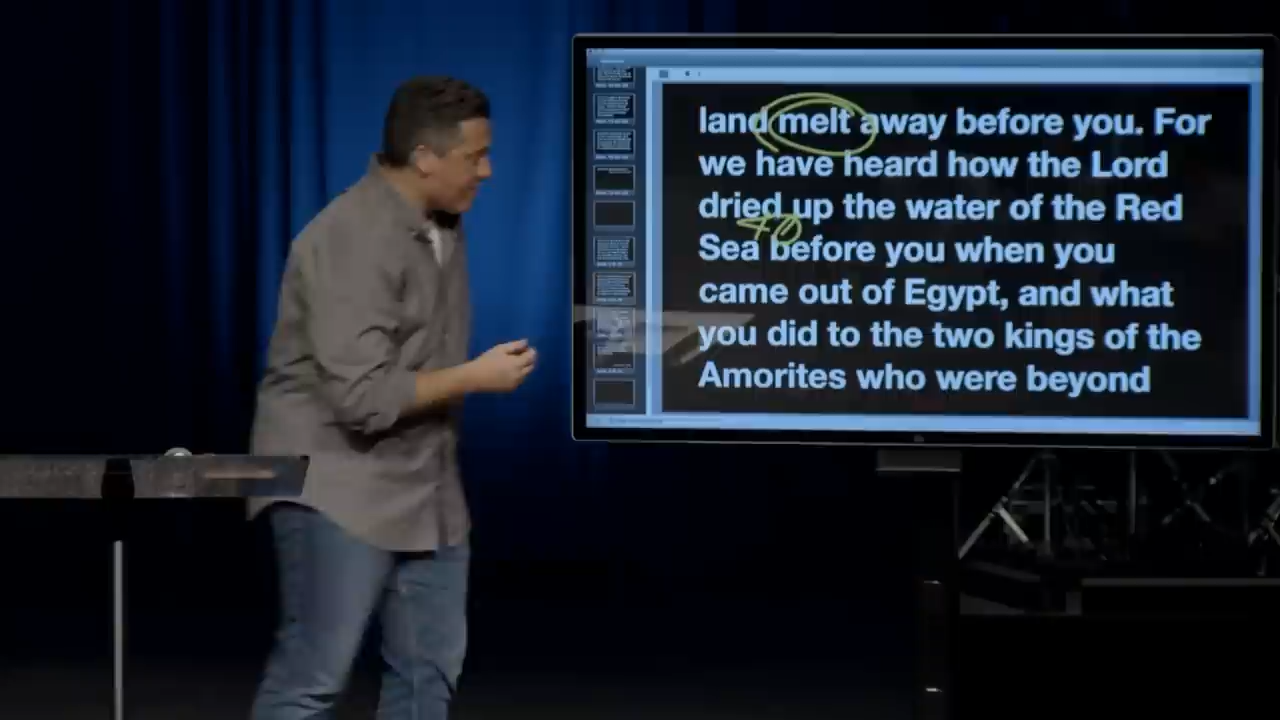 land melt away before you. For
we have heard how the Lord
dried up the water of the Red
40
Sea before you when you
came out of Egypt, and what
you did to the two kings of the
Amorites who were beyond